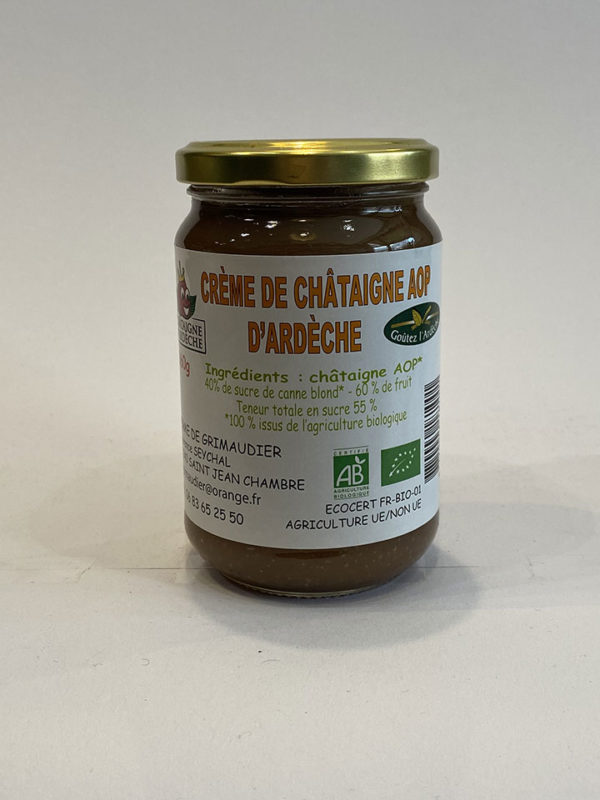 CRÈME DE CHÂTAIGNE AOP
D'ARDÈCHE
Goûtez l'Ardèche
Ingrédients : châtaigne AOP*
40% de sucre de canne blond* - 60 % de fruit
Teneur totale en sucre 55 %
*100 % issus de l'agriculture biologique
DE GRIMAUDIER
SEYCHAL
SAINT JEAN CHAMBRE
@orange.fr
83 65 25 50
CERTIFIÉ
AB
AGRICULTURE
BIOLOGIQUE
ECOCERT FR-BIO-01
AGRICULTURE UE/NON UE